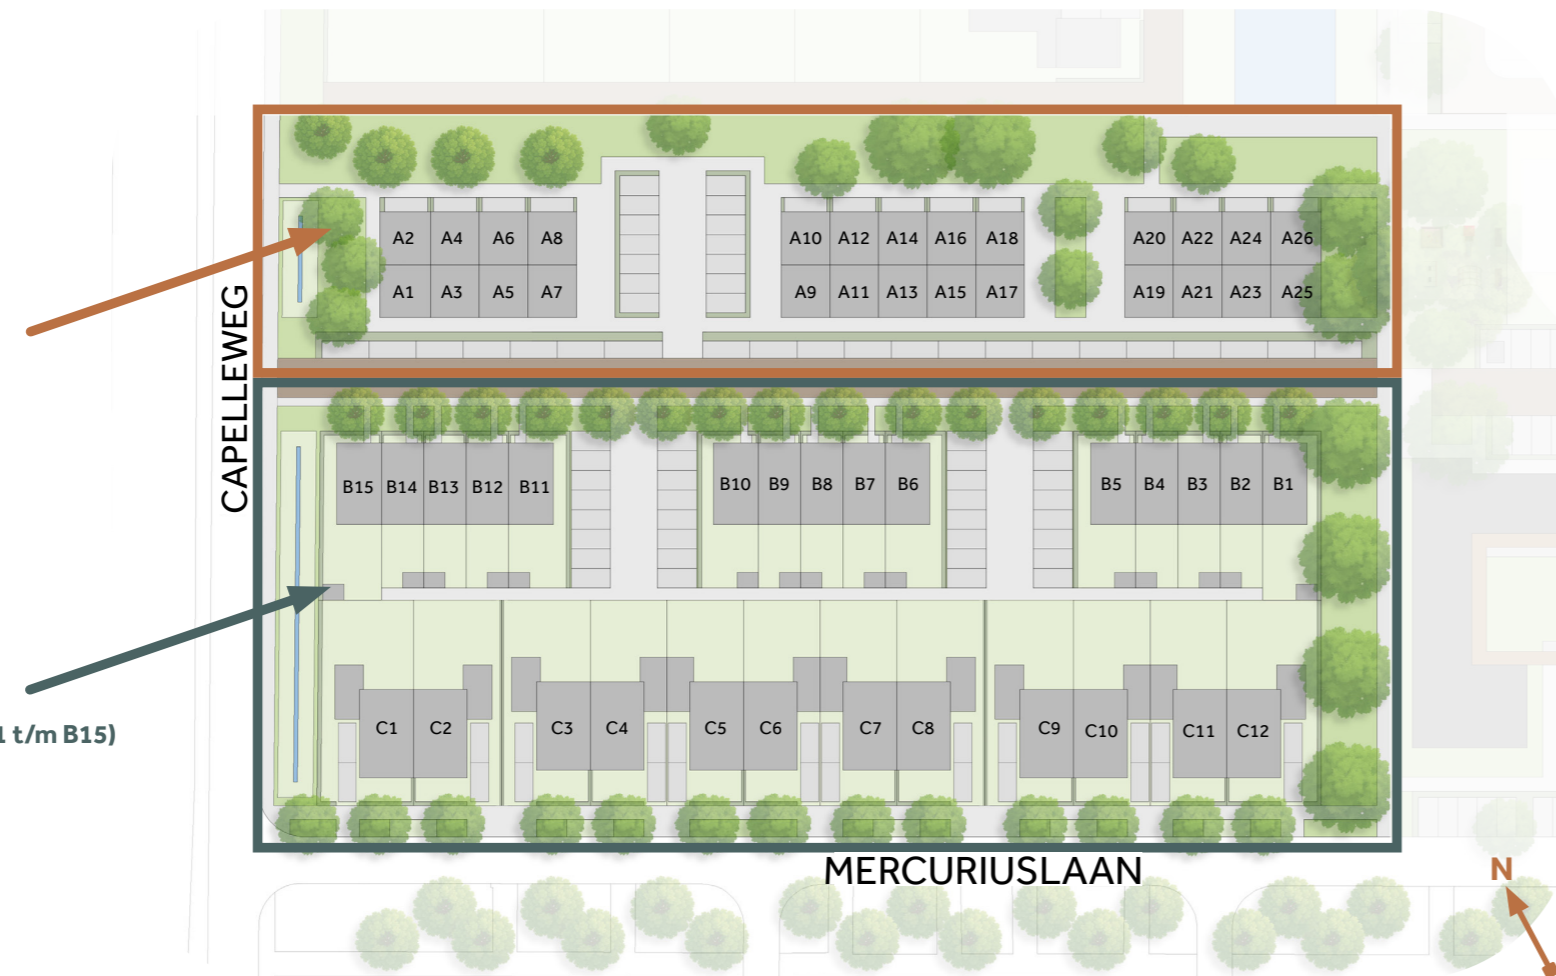 A2 A4 A6 A8 A10 A12 A14 A16 A18 A20 A22 A24 A26
A1 A3 A5 A7 A9 A11 A13 A15 A17 A19 A21 A23 A25
CAPELLEWEG
B15 B14 B13 B12 B11 B10 B9 B8 B7 B6 B5 B4 B3 B2 B1
C1 C2 C3 C4 C5 C6 C7 C8 C9 C10 C11 C12
1 t/m B15)
MERCURIUSLAAN
N